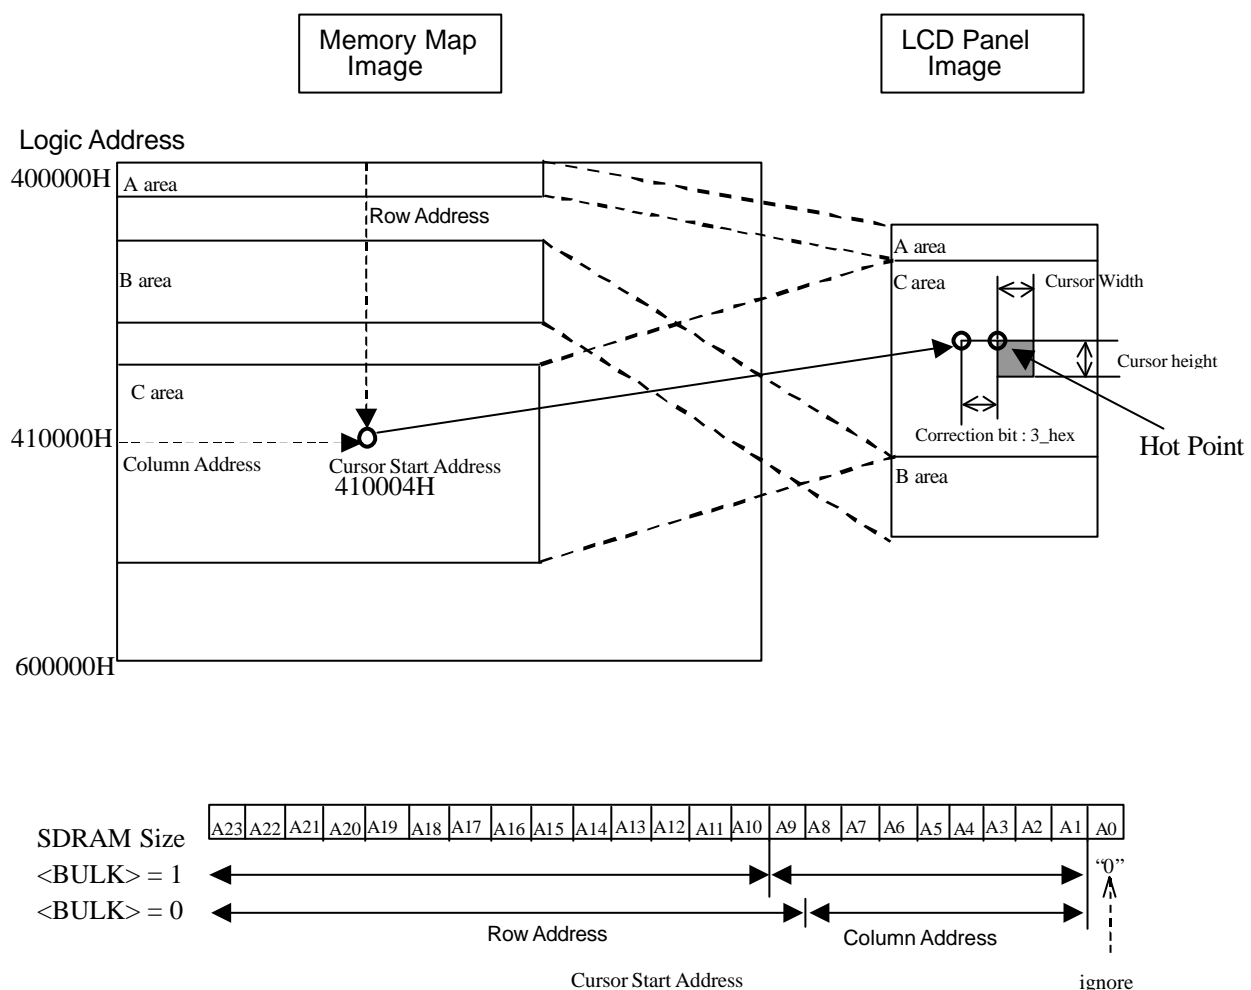 Memory Map
Image
LCD Panel
Image
Logic Address
400000H
A area
Row Address
B area
C area
410000H
Column Address
Cursor Start Address
410004H
600000H
A area
C area
Cursor Width
Cursor height
Correction bit : 3_hex
Hot Point
B area
A23 A22 A21 A20 A19 A18 A17 A16 A15 A14 A13 A12 A11 A10 A9 A8 A7 A6 A5 A4 A3 A2 A1 A0
SDRAM Size
<BULK> = 1
“0”
<BULK> = 0
Row Address
Column Address
Cursor Start Address
ignore